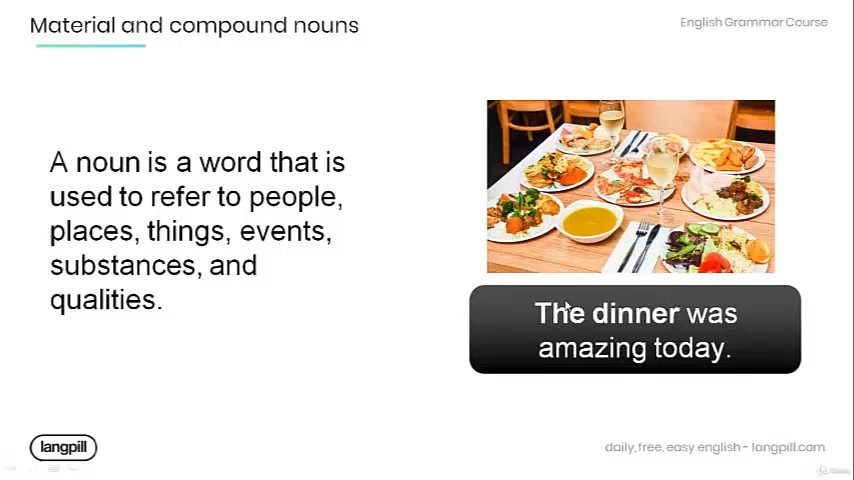 Material and compound nouns
English Grammar Course
A noun is a word that is
used to refer to people,
places, things, events,
substances, and
qualities.
The dinner was
amazing today.
langpill
daily, free, easy english - langpill.com